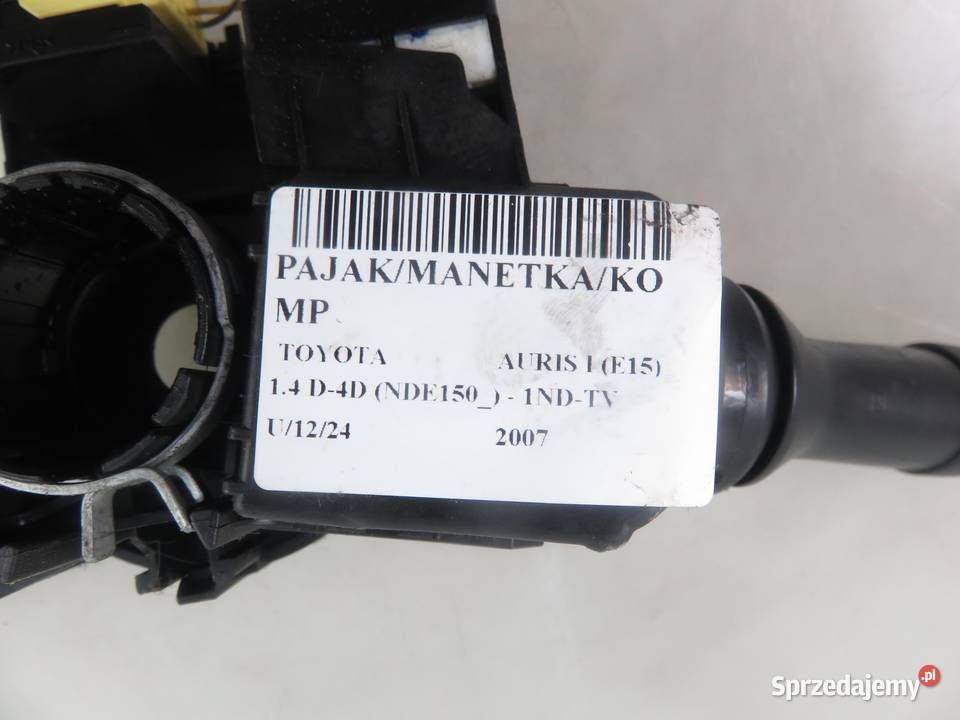 PAJAK/MANETKA/KO
MP
TOYOTA AURIS I (E15)
1.4 D-4D (NDE150_) - 1ND-TV
U/12/24 2007
Sprzedajemy.pl